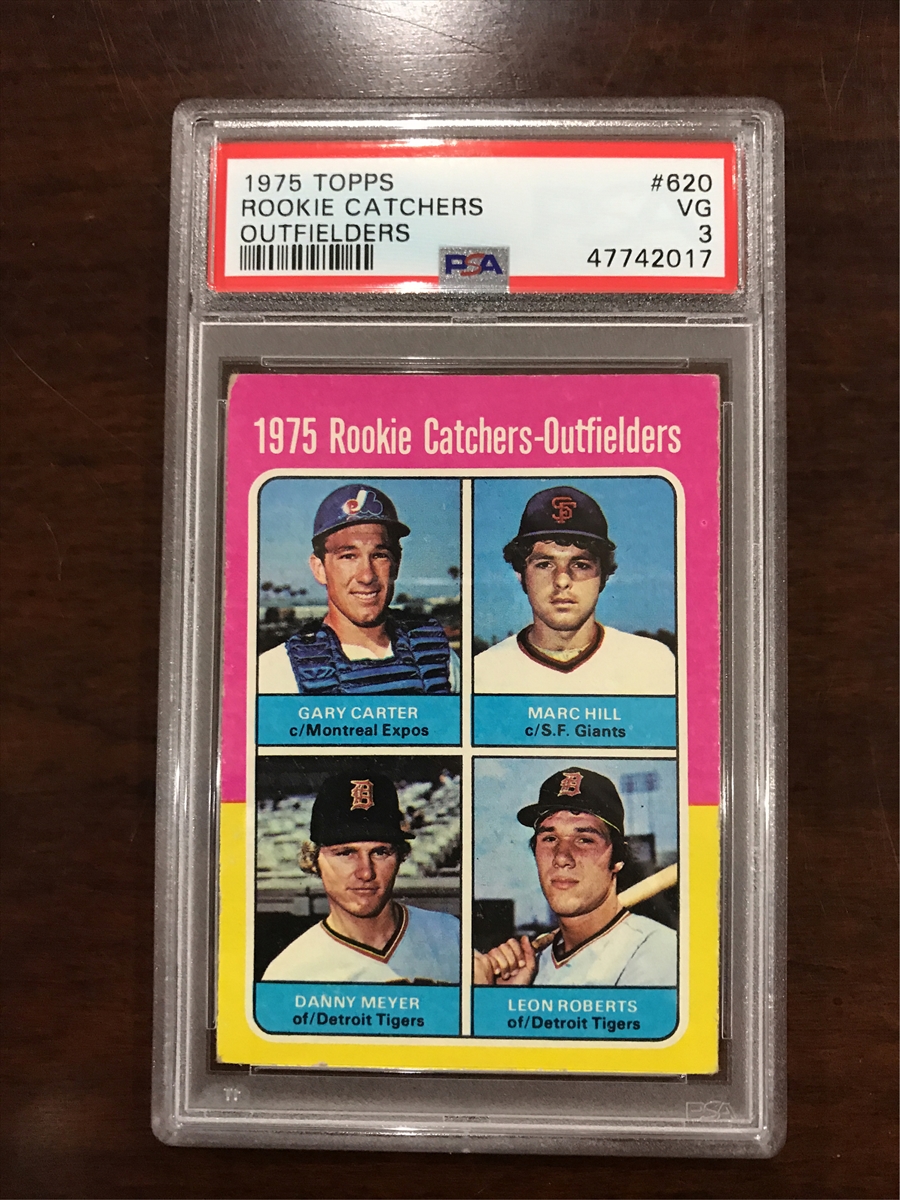 1975 TOPPS #620
ROOKIE CATCHERS VG
OUTFIELDERS 3
PSA 47742017
1975 Rookie Catchers-Outfielders
GARY CARTER
c/Montreal Expos
MARC HILL
c/S.F. Giants
DANNY MEYER
of/Detroit Tigers
LEON ROBERTS
of/Detroit Tigers
PSA